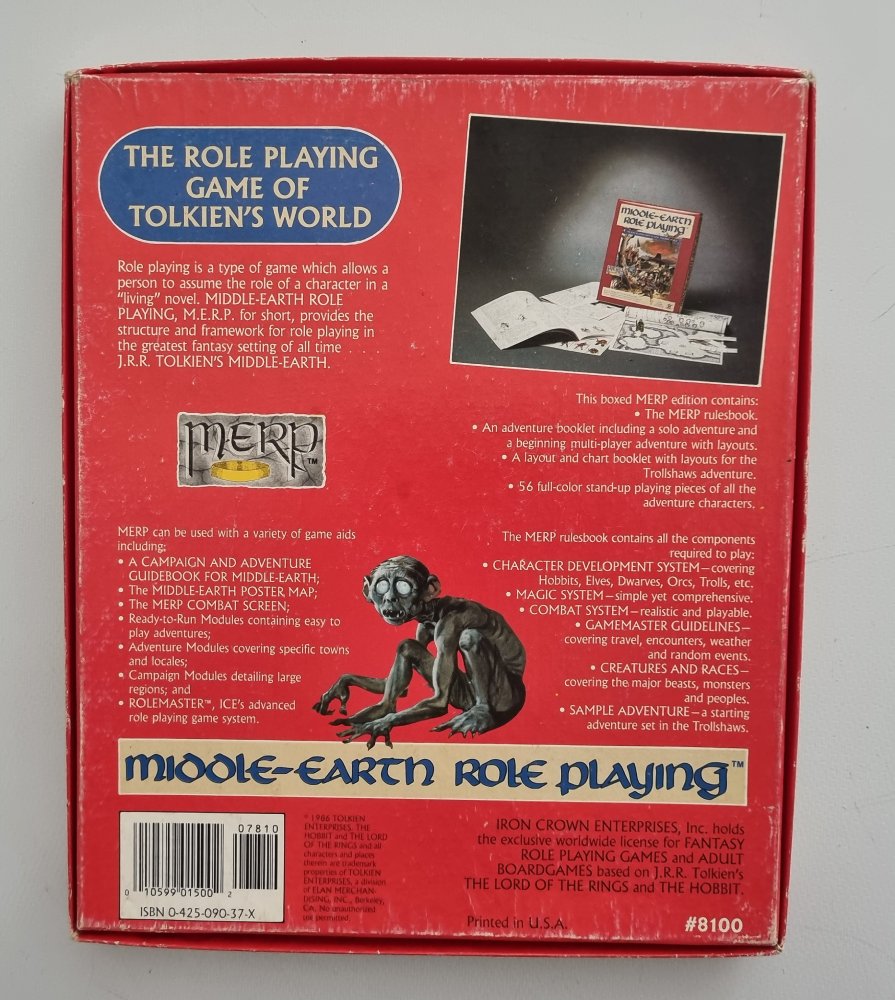 THE ROLE PLAYING
GAME OF
TOLKIEN'S WORLD
Role playing is a type of game which allows a
person to assume the role of a character in a
"living" novel. MIDDLE-EARTH ROLE
PLAYING, M.E.R.P. for short, provides the
structure and framework for role playing in
the greatest fantasy setting of all time . . .
J.R.R. TOLKIEN'S MIDDLE-EARTH.
MIDDLE-EARTH
ROLE PLAYING
This boxed MERP edition contains:
• The MERP rulesbook.
• An adventure booklet including a solo adventure and
a beginning multi-player adventure with layouts.
• A layout and chart booklet with layouts for the
Trollshaws adventure.
• 56 full-color stand-up playing pieces of all the
adventure characters.
MERP™
MERP can be used with a variety of game aids
including:
• A CAMPAIGN AND ADVENTURE
GUIDEBOOK FOR MIDDLE-EARTH;
• The MIDDLE-EARTH POSTER MAP;
• The MERP COMBAT SCREEN;
• Ready-to-Run Modules containing easy to
play adventures;
• Adventure Modules covering specific towns
and locales;
• Campaign Modules detailing large
regions; and
• ROLEMASTER™, ICE's advanced
role playing game system.
The MERP rulesbook contains all the components
required to play:
• CHARACTER DEVELOPMENT SYSTEM—covering
Hobbits, Elves, Dwarves, Orcs, Trolls, etc.
• MAGIC SYSTEM—simple yet comprehensive.
• COMBAT SYSTEM—realistic and playable.
• GAMEMASTER GUIDELINES—
covering travel, encounters, weather
and random events.
• CREATURES AND RACES—
covering the major beasts, monsters
and peoples.
• SAMPLE ADVENTURE—a starting
adventure set in the Trollshaws.
MIDDLE-EARTH ROLE PLAYING™
07810
0 10599 01500 2
ISBN 0-425-090-37-X
© 1986 TOLKIEN
ENTERPRISES. THE
HOBBIT and THE LORD
OF THE RINGS and all
characters and places
therein are trademark
properties of TOLKIEN
ENTERPRISES, a division
of ELAN MERCHAN-
DISING, INC., Berkeley,
CA. No unauthorized
use permitted.
IRON CROWN ENTERPRISES, Inc. holds
the exclusive worldwide license for FANTASY
ROLE PLAYING GAMES and ADULT
BOARDGAMES based on J.R.R. Tolkien's
THE LORD OF THE RINGS and THE HOBBIT.
Printed in U.S.A.
#8100